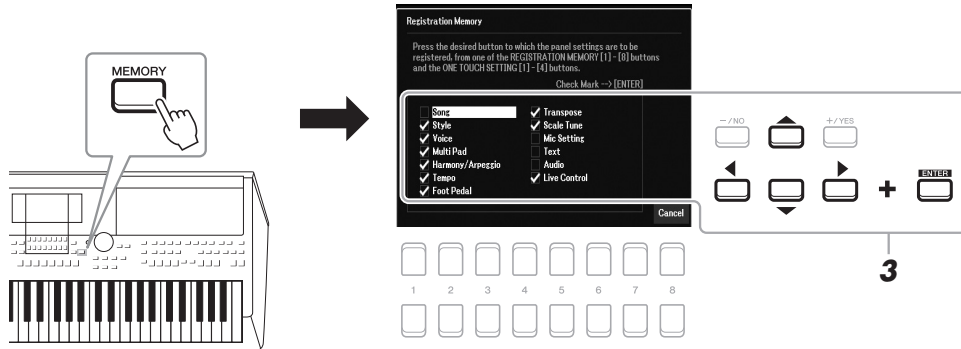 MEMORY
Registration Memory
Press the desired button to which the panel settings are to be
registered, from one of the REGISTRATION MEMORY [1] - [8] buttons
and the ONE TOUCH SETTING [1] - [4] buttons.
Check Mark --> [ENTER]
Song
Style
Voice
Multi Pad
Harmony/Arpeggio
Tempo
Foot Pedal
Transpose
Scale Tune
Mic Setting
Text
Audio
Live Control
Cancel
1 2 3 4 5 6 7 8
-/NO
+/YES
ENTER
3